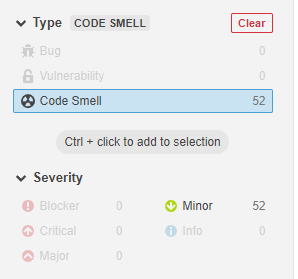 Type CODE SMELL Clear
Bug 0
Vulnerability 0
Code Smell 52
Ctrl + click to add to selection
Severity
Blocker 0 Minor 52
Critical 0 Info 0
Major 0